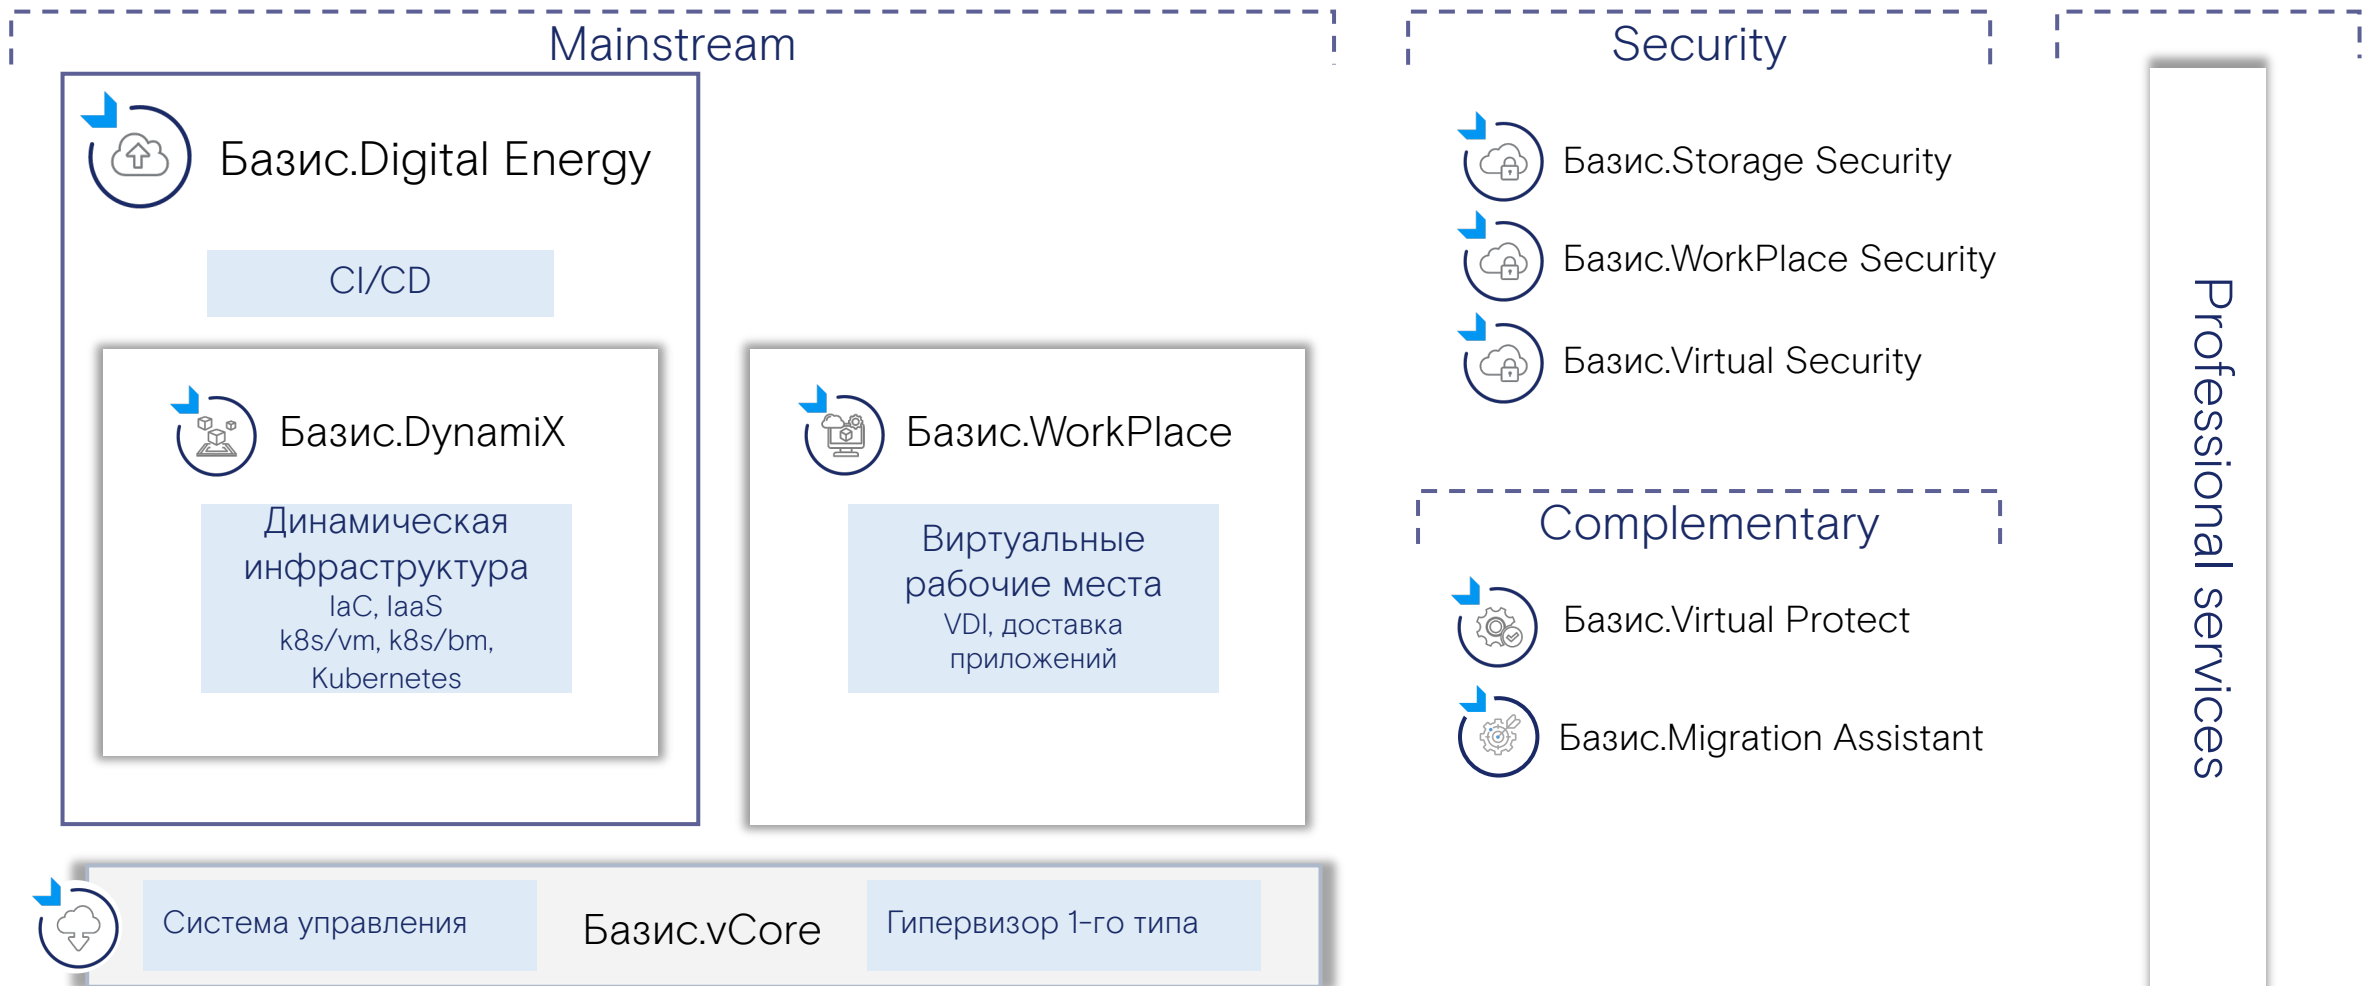 Mainstream
Базис.Digital Energy
CI/CD
Базис.DynamiX
Динамическая
инфраструктура
IaC, IaaS
k8s/vm, k8s/bm,
Kubernetes
Базис.WorkPlace
Виртуальные
рабочие места
VDI, доставка
приложений
Система управления
Базис.vCore
Гипервизор 1-го типа
Security
Базис.Storage Security
Базис.WorkPlace Security
Базис.Virtual Security
Complementary
Базис.Virtual Protect
Базис.Migration Assistant
Professional services